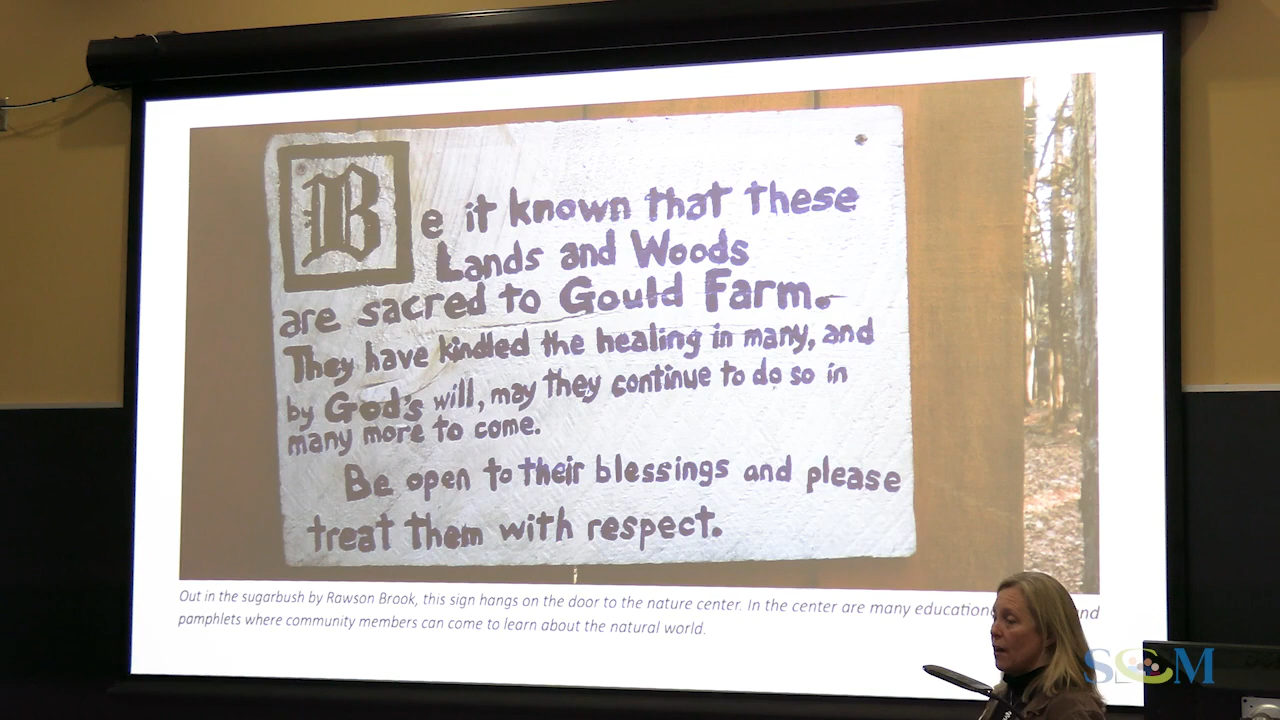 Be it known that these
Lands and Woods
are sacred to Gould Farm.
They have kindled the healing in many, and
by God's will, may they continue to do so in
many more to come.
Be open to their blessings and please
treat them with respect.
Out in the sugarbush by Rawson Brook, this sign hangs on the door to the nature center. In the center are many and
pamphlets where community members can come to learn about the natural world.
SCM